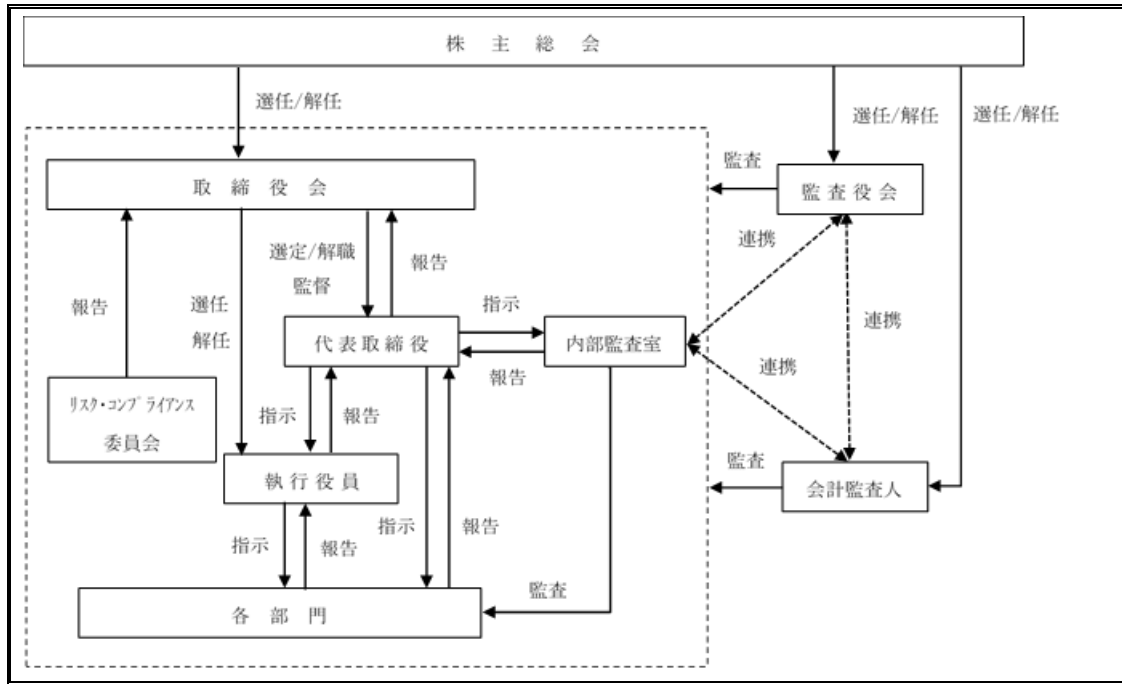 株主総会
選任/解任
選任/解任
選任/解任
取締役会
監査
監査役会
選定/解職
監督
報告
連携
報告
選任
解任
指示
連携
代表取締役
内部監査室
報告
連携
リスク・コンプライアンス
委員会
指示
報告
監査
執行役員
会計監査人
指示
報告
指示
報告
監査
各部門